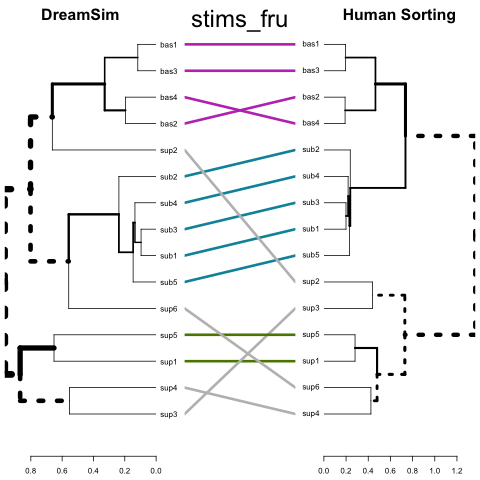 DreamSim stims_fru Human Sorting
bas1 bas1
bas3 bas3
bas4 bas2
bas2 bas4
sup2 sub2
sub2 sub4
sub4 sub3
sub3 sub1
sub1 sub5
sub5 sup2
sup6 sup3
sup5 sup5
sup1 sup1
sup4 sup6
sup3 sup4
0.8 0.6 0.4 0.2 0.0 0.0 0.2 0.4 0.6 0.8 1.0 1.2